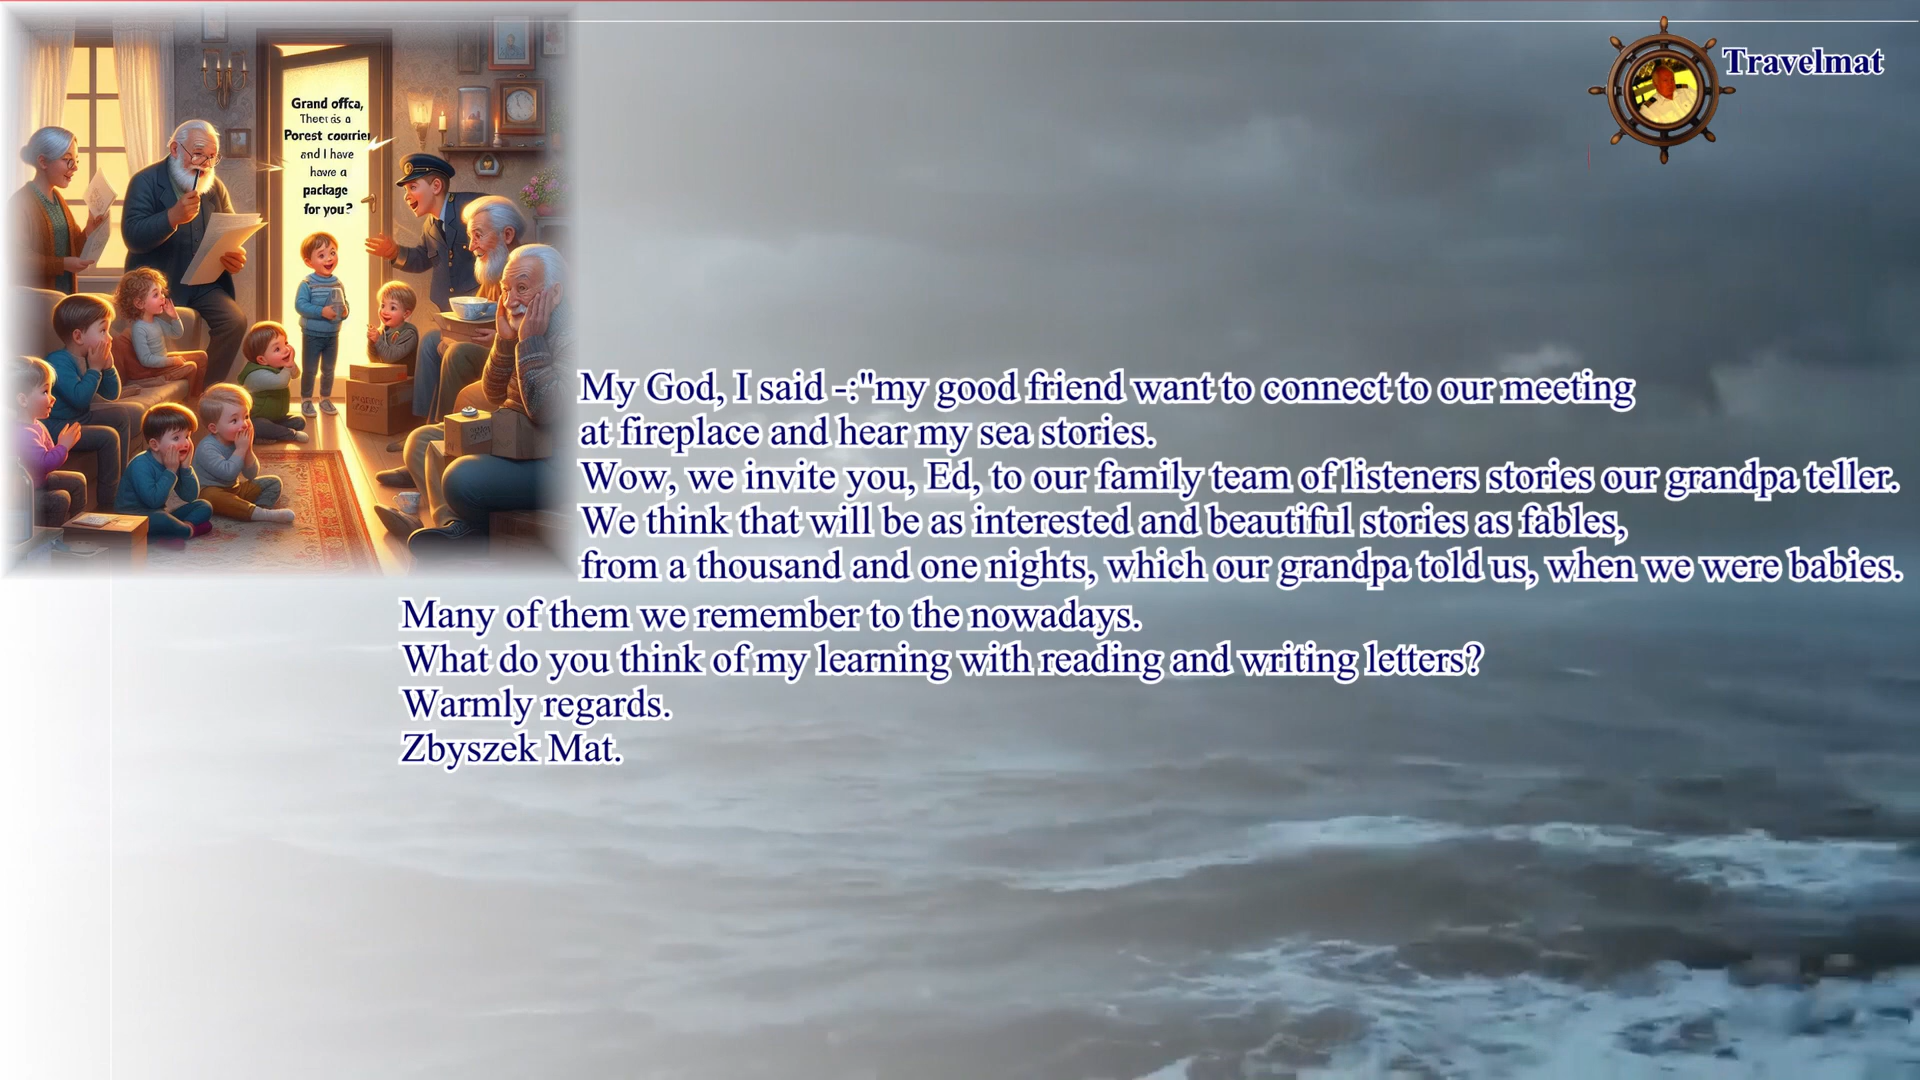 Travelmat
Grand offca,
There is a
Porest courrier
and I have
havre a
package
for you?
My God, I said -:"my good friend want to connect to our meeting
at fireplace and hear my sea stories.
Wow, we invite you, Ed, to our family team of listeners stories our grandpa teller.
We think that will be as interested and beautiful stories as fables,
from a thousand and one nights, which our grandpa told us, when we were babies.
Many of them we remember to the nowadays.
What do you think of my learning with reading and writing letters?
Warmly regards.
Zbyszek Mat.